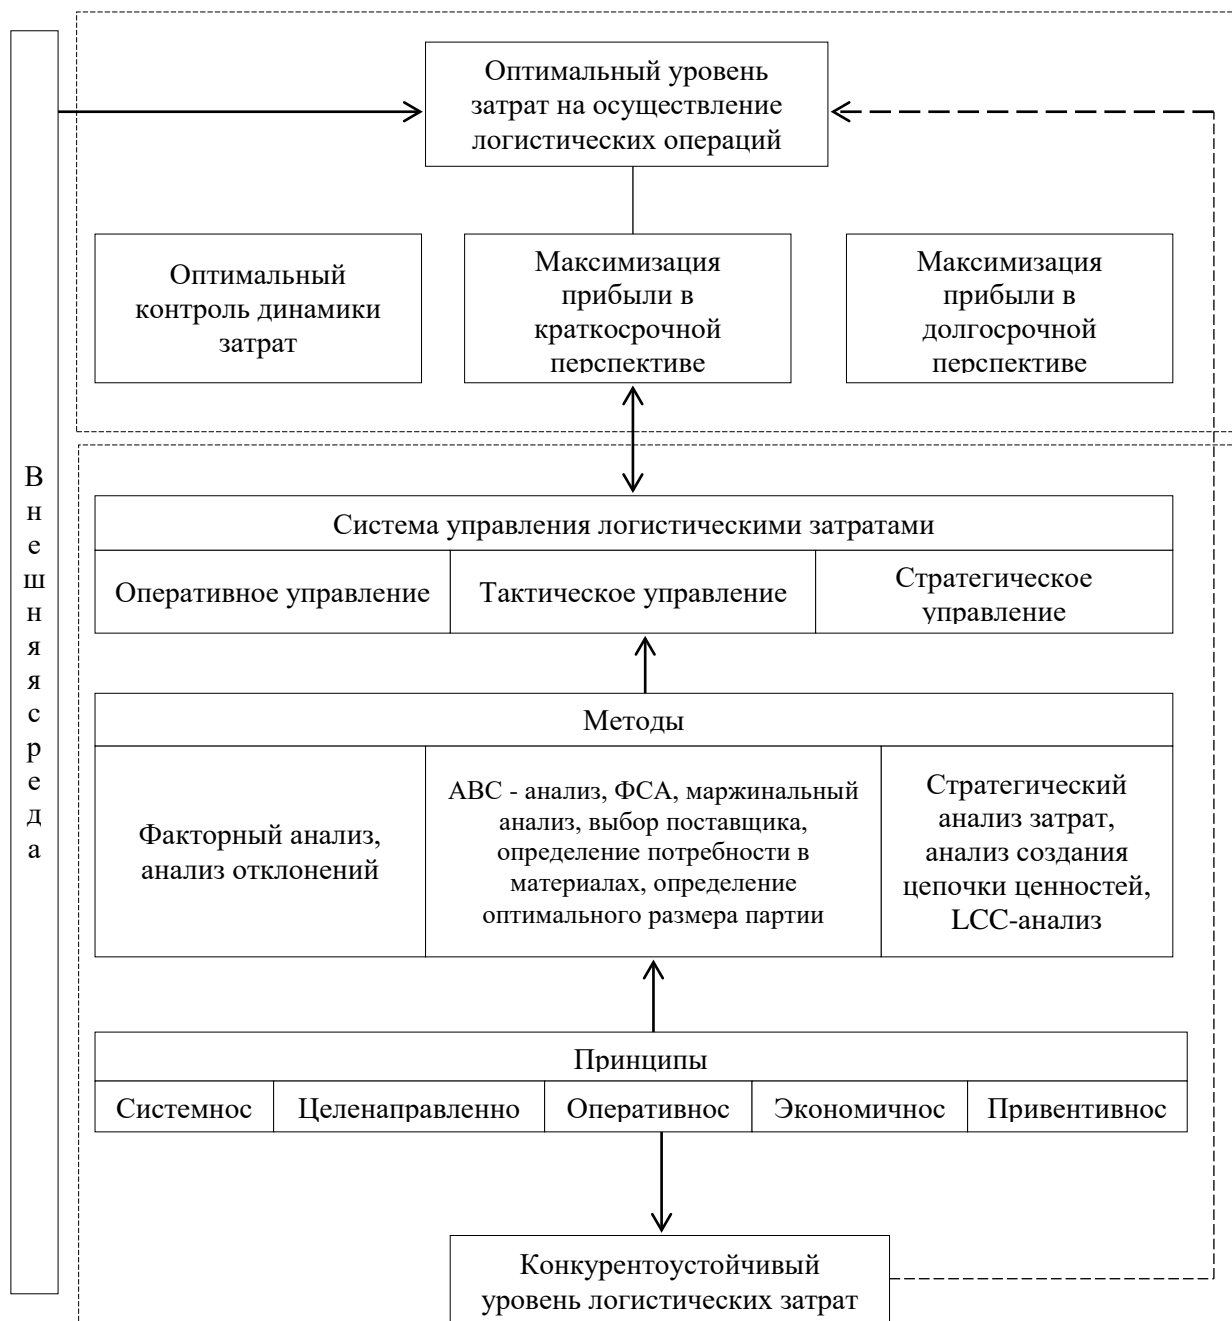 Оптимальный уровень
затрат на осуществление
логистических операций
Оптимальный
контроль динамики
затрат
Максимизация
прибыли в
краткосрочной
перспективе
Максимизация
прибыли в
долгосрочной
перспективе
В
н
е
ш
н
я
я
с
р
е
д
а
Система управления логистическими затратами
Оперативное управление
Тактическое управление
Стратегическое
управление
Методы
Факторный анализ,
анализ отклонений
АВС - анализ, ФСА, маржинальный
анализ, выбор поставщика,
определение потребности в
материалах, определение
оптимального размера партии
Стратегический
анализ затрат,
анализ создания
цепочки ценностей,
LCC-анализ
Принципы
Системнос
Целенаправленно
Оперативнос
Экономичнос
Привентивнос
Конкурентоустойчивый
уровень логистических затрат